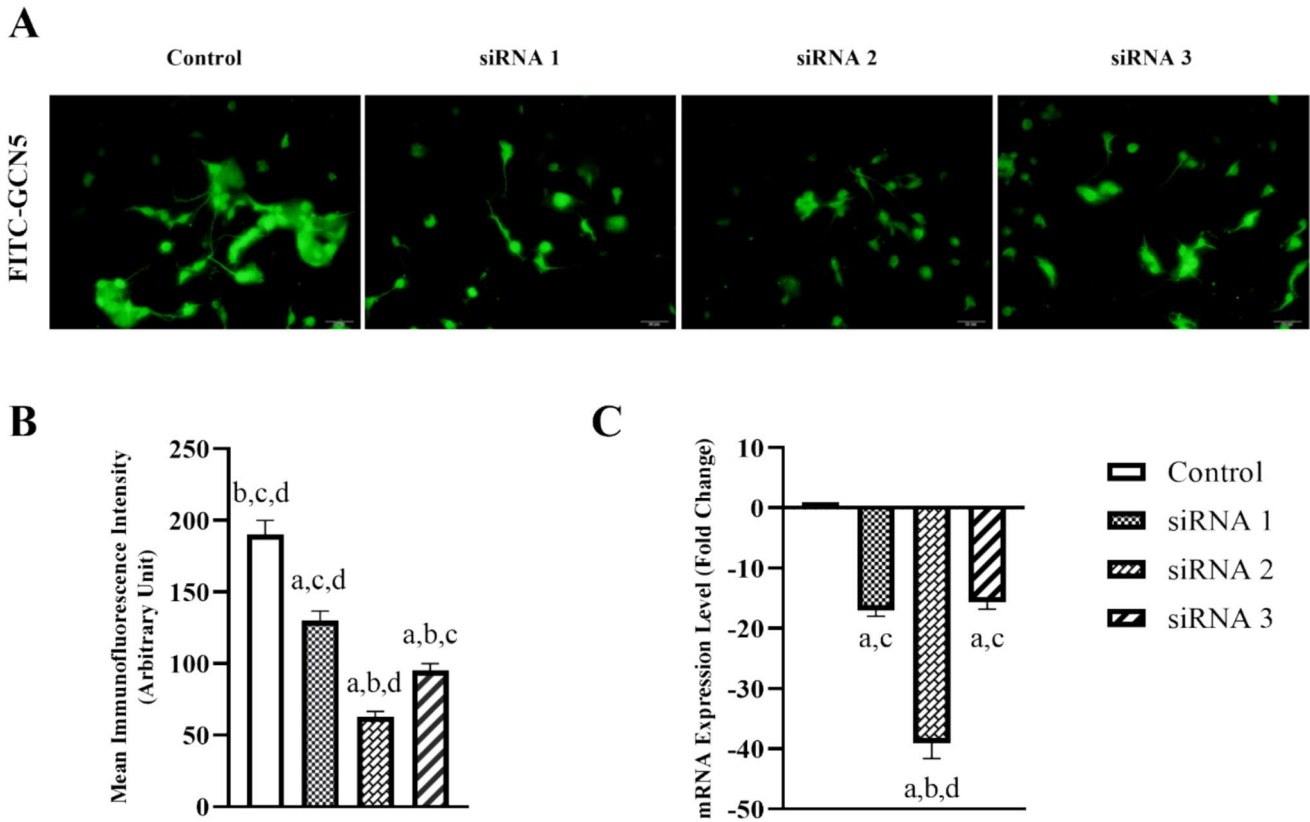 A
Control siRNA 1 siRNA 2 siRNA 3
FITC-GCN5
B
Mean Immunofluorescence Intensity
(Arbitrary Unit)
250
200
150
100
50
0
b,c,d
a,c,d
a,b,d
a,b,c
C
mRNA Expression Level (Fold Change)
10
0
-10
-20
-30
-40
-50
a,c
a,b,d
a,c
Control
siRNA 1
siRNA 2
siRNA 3